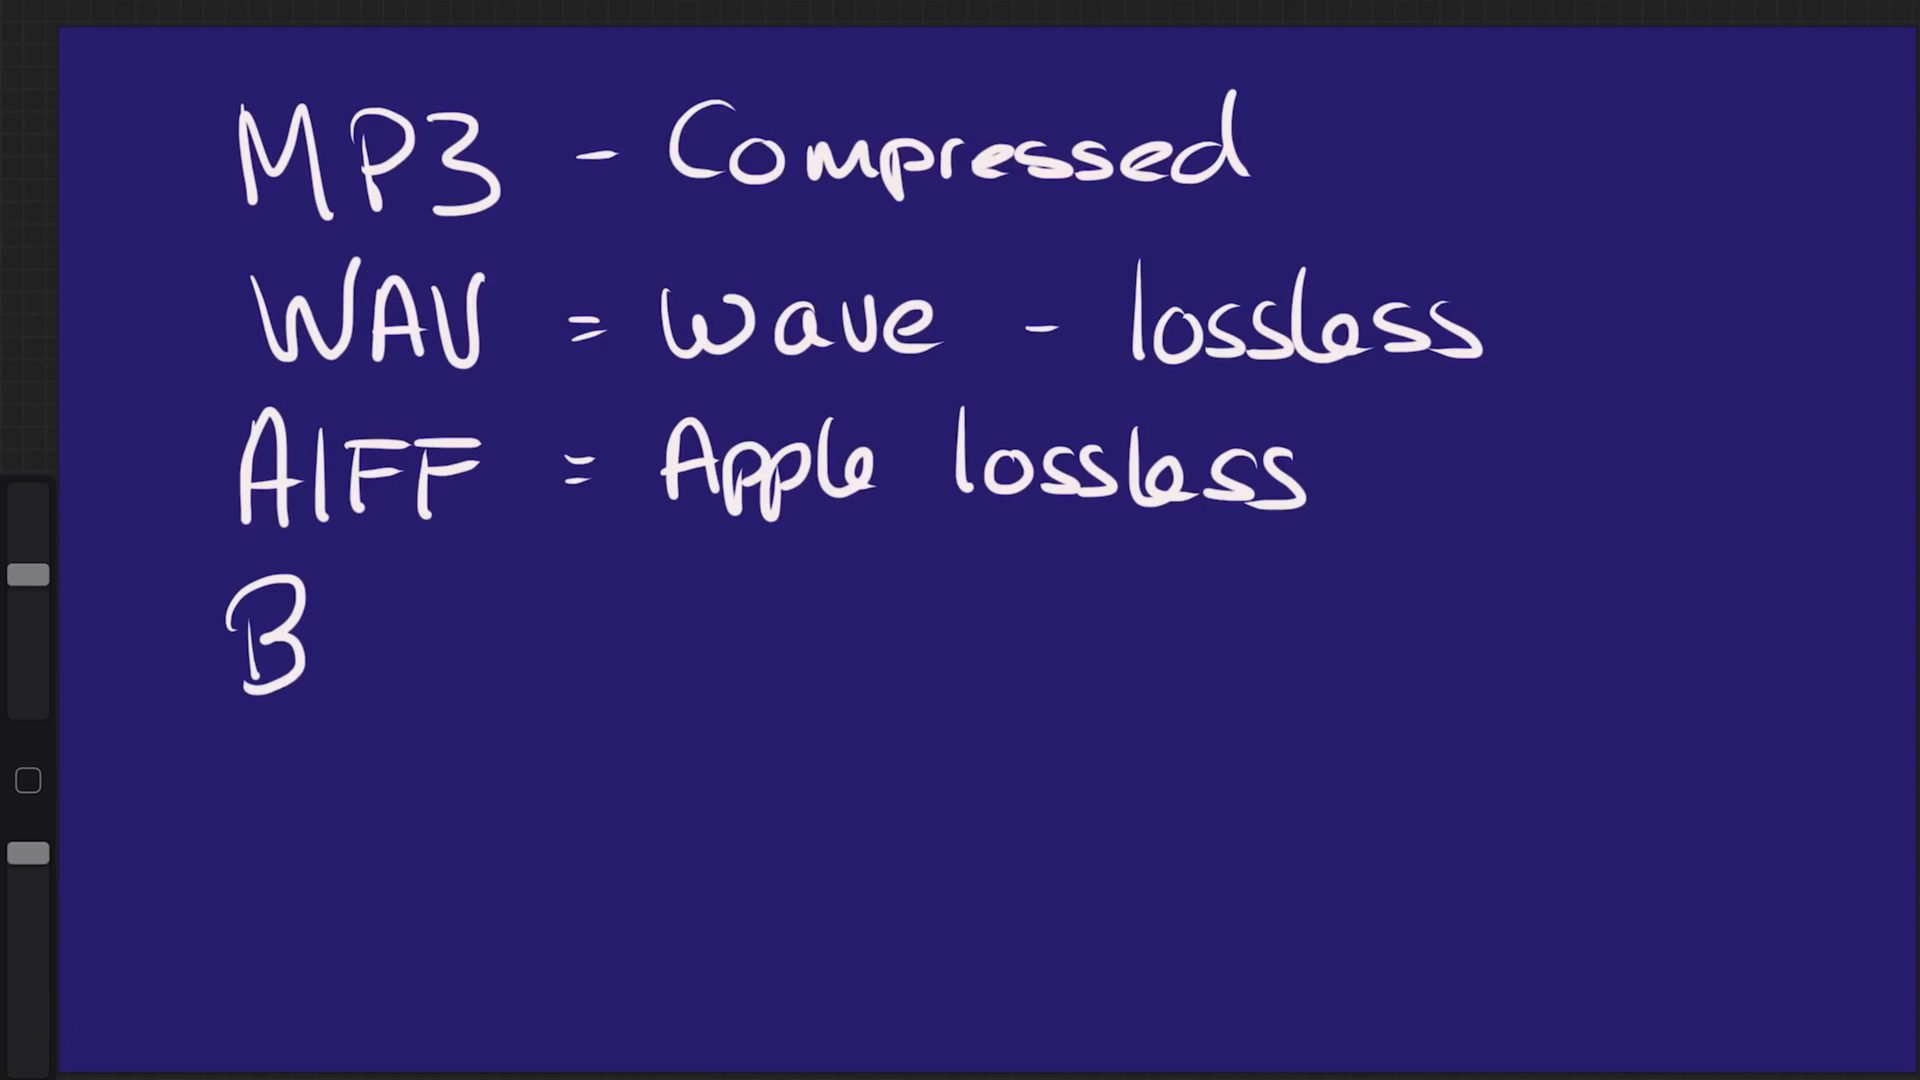 MP3 - Compressed
WAV = wave - lossless
AIFF = Apple lossless
B